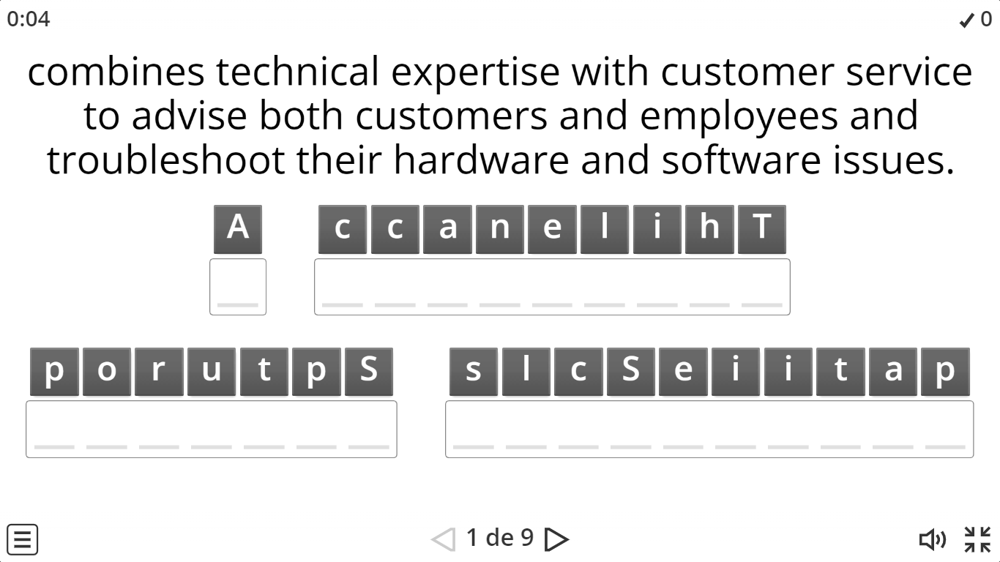 0:04
✓ 0
combines technical expertise with customer service
to advise both customers and employees and
troubleshoot their hardware and software issues.
A c c a n e l i h T
p o r u t p S s l c S e i i t a p
1 de 9